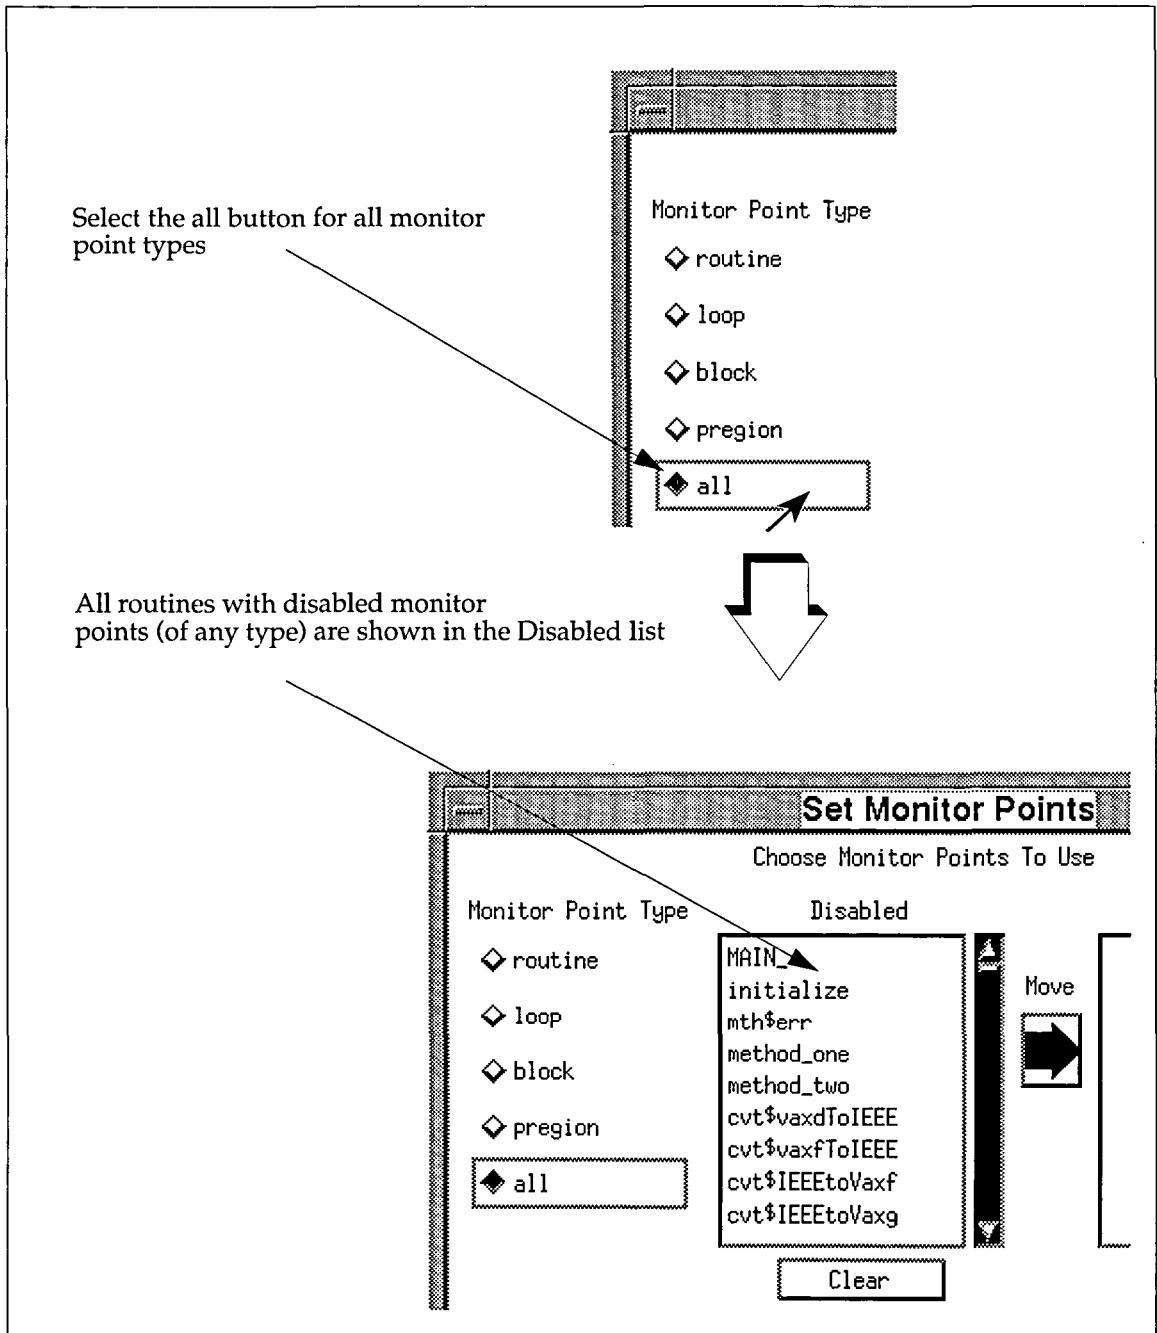 Select the all button for all monitor
point types
Monitor Point Type
routine
loop
block
pregion
all
All routines with disabled monitor
points (of any type) are shown in the Disabled list
Set Monitor Points
Choose Monitor Points To Use
Monitor Point Type
routine
loop
block
pregion
all
Disabled
MAIN_
initialize
mth$err
method_one
method_two
cvt$vaxdToIEEE
cvt$vaxfToIEEE
cvt$IEEEtoVaxf
cvt$IEEEtoVaxg
Clear
Move